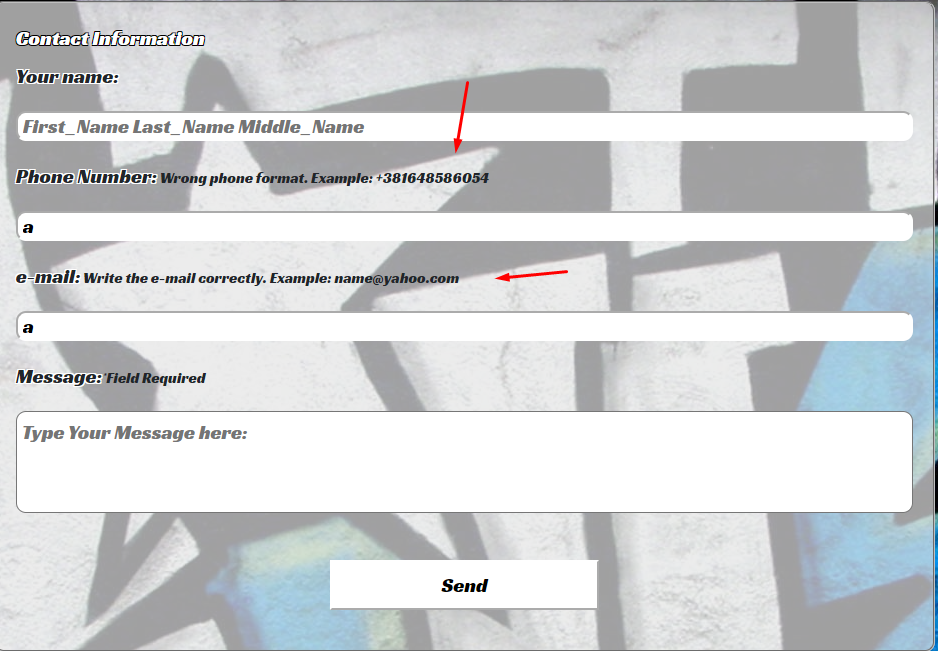 Contact Information
Your name:
First_Name Last_Name Middle_Name
Phone Number: Wrong phone format. Example: +381648586054
a
e-mail: Write the e-mail correctly. Example: name@yahoo.com
a
Message: *Field Required
Type Your Message here:
Send